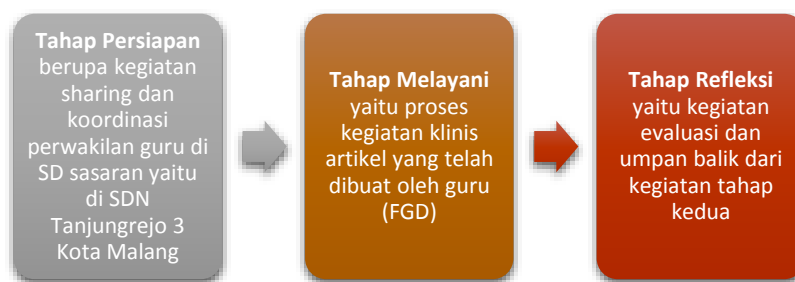 Tahap Persiapan
berupa kegiatan
sharing dan
koordinasi
perwakilan guru di
SD sasaran yaitu
di SDN
Tanjungrejo 3
Kota Malang
Tahap Melayani
yaitu proses
kegiatan klinis
artikel yang telah
dibuat oleh guru
(FGD)
Tahap Refleksi
yaitu kegiatan
evaluasi dan
umpan balik dari
kegiatan tahap
kedua